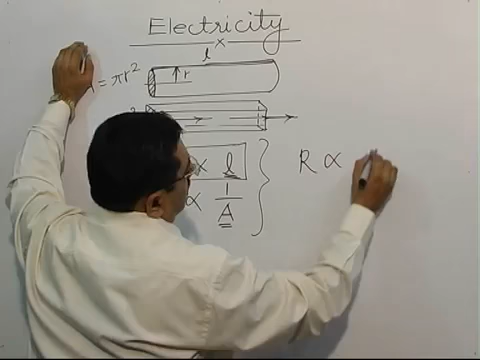 Electricity
x
l
= πr²
r
∝ l
∝ 1/A
R ∝